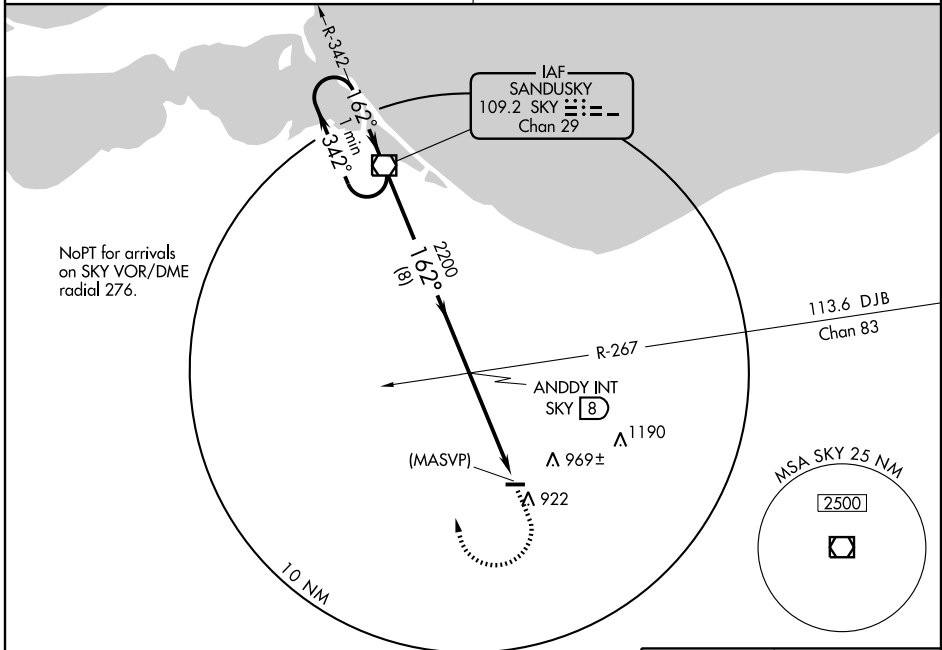 R-342
IAF
SANDUSKY
109.2 SKY
Chan 29
162°
1 min
342°
NoPT for arrivals
on SKY VOR/DME
radial 276.
2200
162°
(8)
113.6 DJB
Chan 83
R-267
ANDDY INT
SKY 8
1190
969±
(MASVP)
922
MSA SKY 25 NM
2500
10 NM